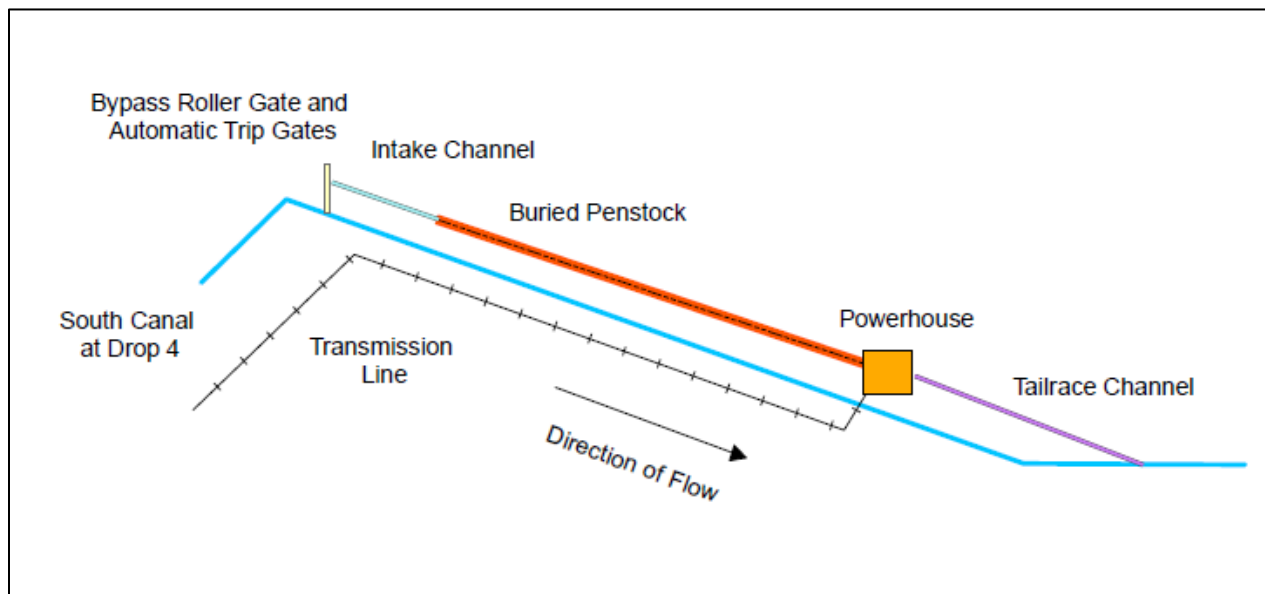 Bypass Roller Gate and
Automatic Trip Gates
Intake Channel
Buried Penstock
South Canal
at Drop 4
Transmission
Line
Powerhouse
Tailrace Channel
Direction of Flow